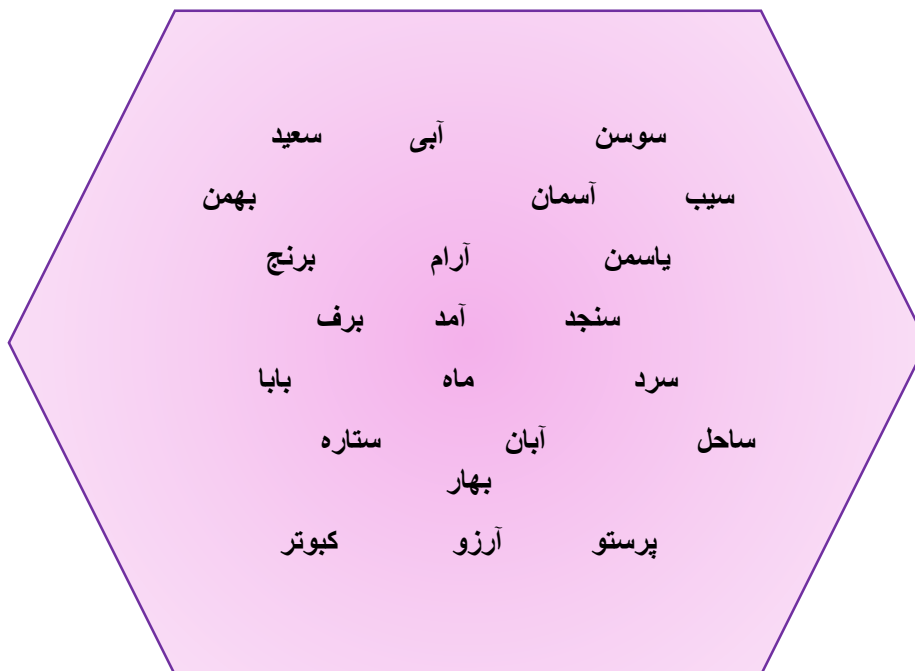 سوسن آبی سعید
سیب آسمان بهمن
یاسمن آرام برنج
سنجد آمد برف
سرد ماه بابا
ساحل آبان ستاره
بهار
پرستو آرزو کبوتر